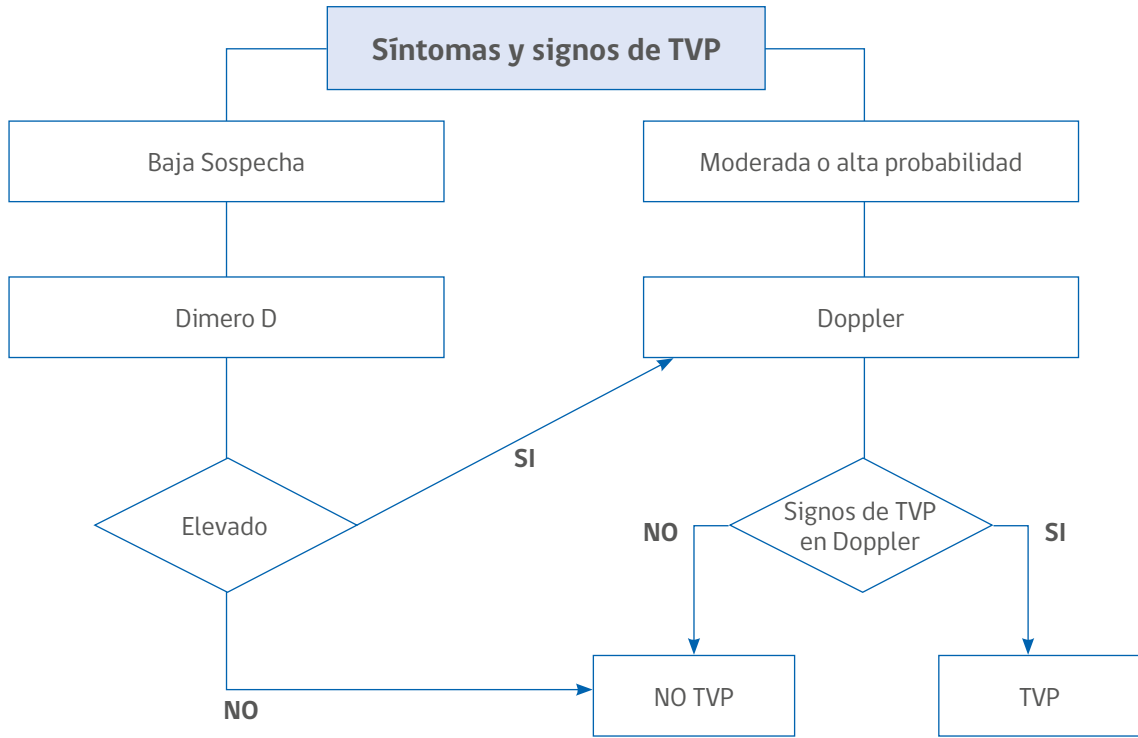 Síntomas y signos de TVP
Baja Sospecha
Moderada o alta probabilidad
Dimero D
Doppler
SI
Elevado
NO
Signos de TVP
en Doppler
SI
NO
NO TVP
TVP